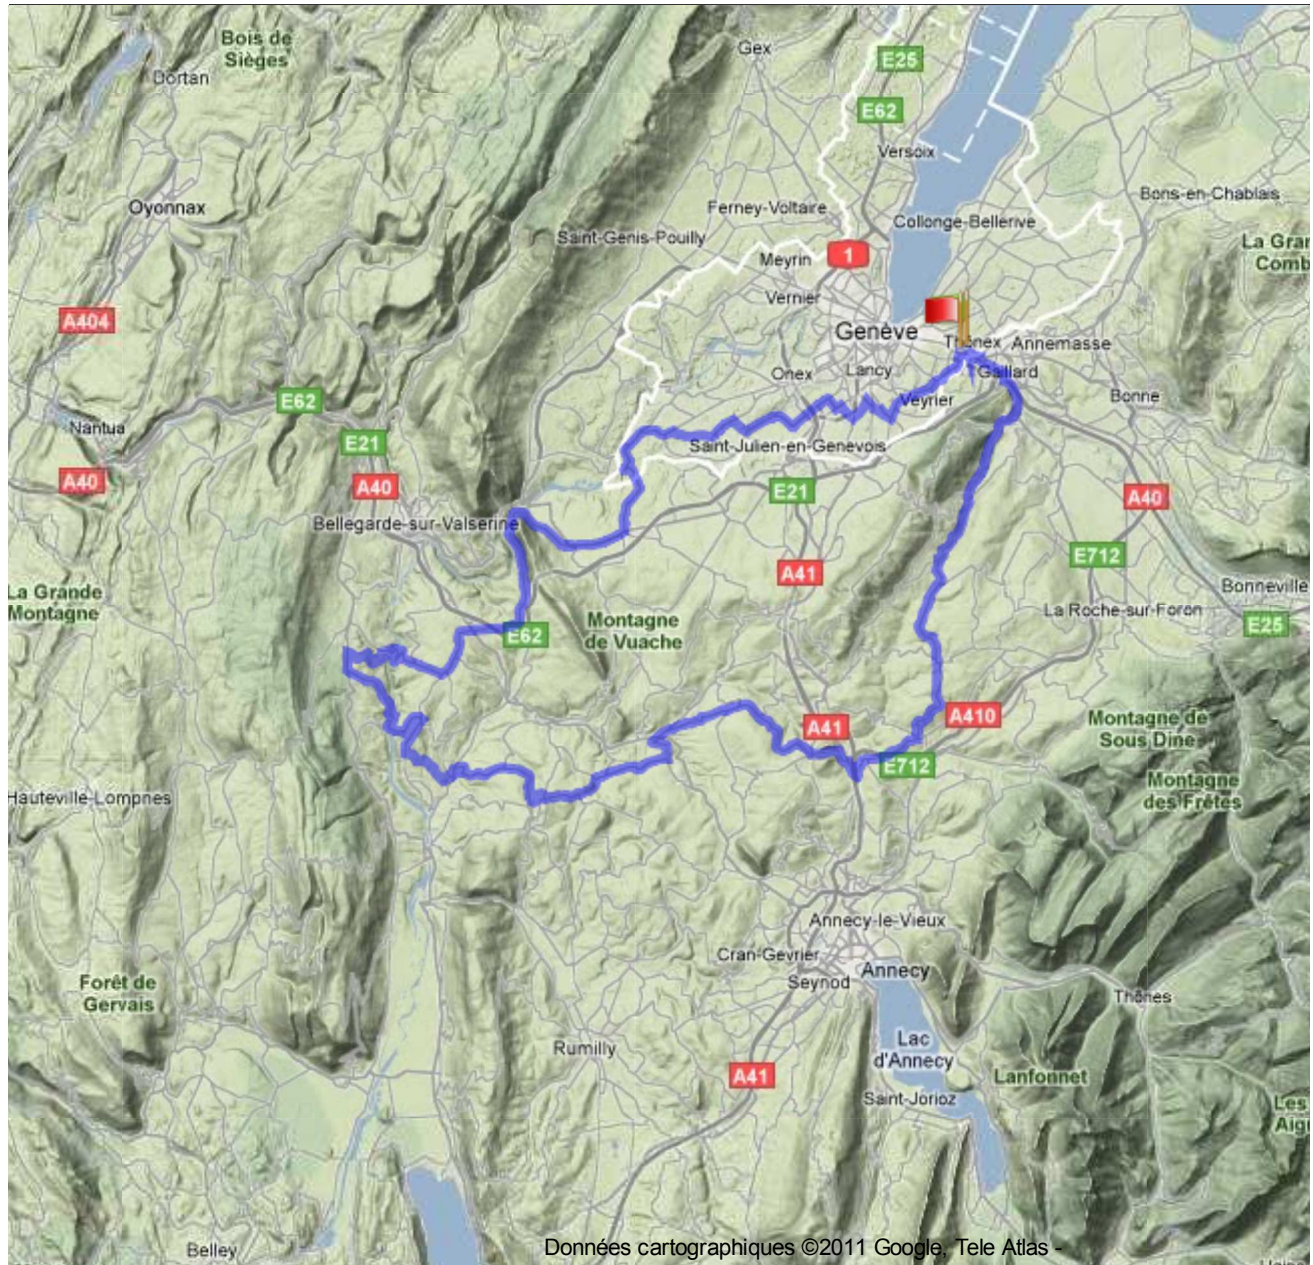 Bois de
Sièges
Gex
E25
Dortan
E62
Versoix
Bons-en-Chablais
Oyonnax
Ferney-Voltaire
Collonge-Bellerive
Saint-Genis-Pouilly
La Gran
Comb
Meyrin
1
Vernier
A404
Genève
Thônex
Annemasse
Onex
Lancy
Gaillard
E62
Veyrier
Bonne
Nantua
E21
Saint-Julien-en-Genevois
A40
A40
E21
A40
Bellegarde-sur-Valserine
E712
A41
La Grande
Montagne
Bonneville
La Roche-sur-Foron
E25
Montagne
de Vuache
E62
A410
A41
Montagne de
Sous Dine
E712
Montagne
des Frêtes
Hauteville-Lompnes
Annecy-le-Vieux
Cran-Gevrier
Annecy
Seynod
Forêt de
Gervais
Thônes
Lac
d'Annecy
Rumilly
A41
Lanfonnet
Saint-Jorioz
Les
Aigu
Belley
Données cartographiques ©2011 Google, Tele Atlas -